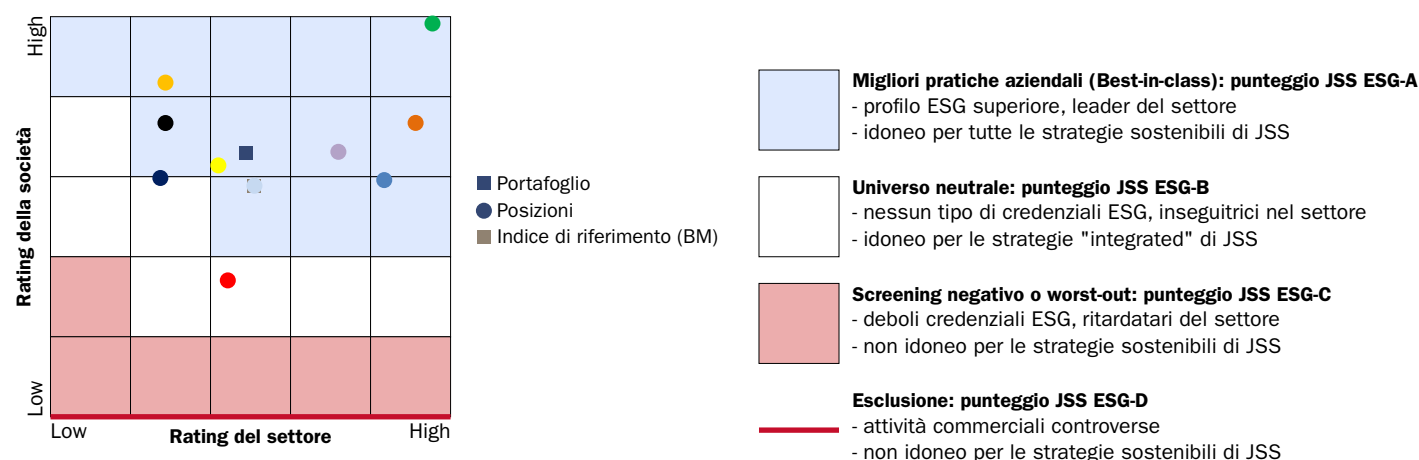 High
Rating della società
Low
Low
Rating del settore
High
Portafoglio
Posizioni
Indice di riferimento (BM)
Migliori pratiche aziendali (Best-in-class): punteggio JSS ESG-A
- profilo ESG superiore, leader del settore
- idoneo per tutte le strategie sostenibili di JSS
Universo neutrale: punteggio JSS ESG-B
- nessun tipo di credenziali ESG, inseguitrici nel settore
- idoneo per le strategie "integrated" di JSS
Screening negativo o worst-out: punteggio JSS ESG-C
- deboli credenziali ESG, ritardatari del settore
- non idoneo per le strategie sostenibili di JSS
Esclusione: punteggio JSS ESG-D
- attività commerciali controverse
- non idoneo per le strategie sostenibili di JSS